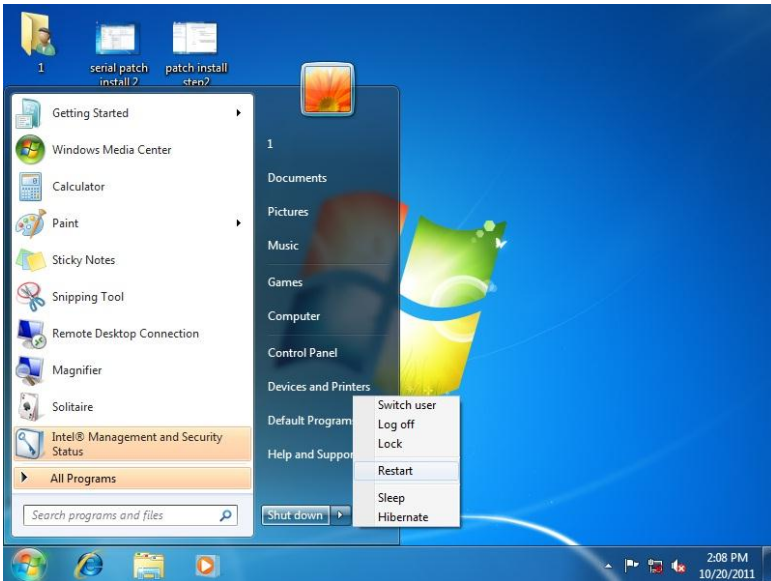 1
serial patch
install 2
patch install
step2
Getting Started
Windows Media Center
Calculator
Paint
Sticky Notes
Snipping Tool
Remote Desktop Connection
Magnifier
Solitaire
Intel® Management and Security
Status
All Programs
Search programs and files
1
Documents
Pictures
Music
Games
Computer
Control Panel
Devices and Printers
Default Program
Help and Suppor
Shut down
Switch user
Log off
Lock
Restart
Sleep
Hibernate
2:08 PM
10/20/2011